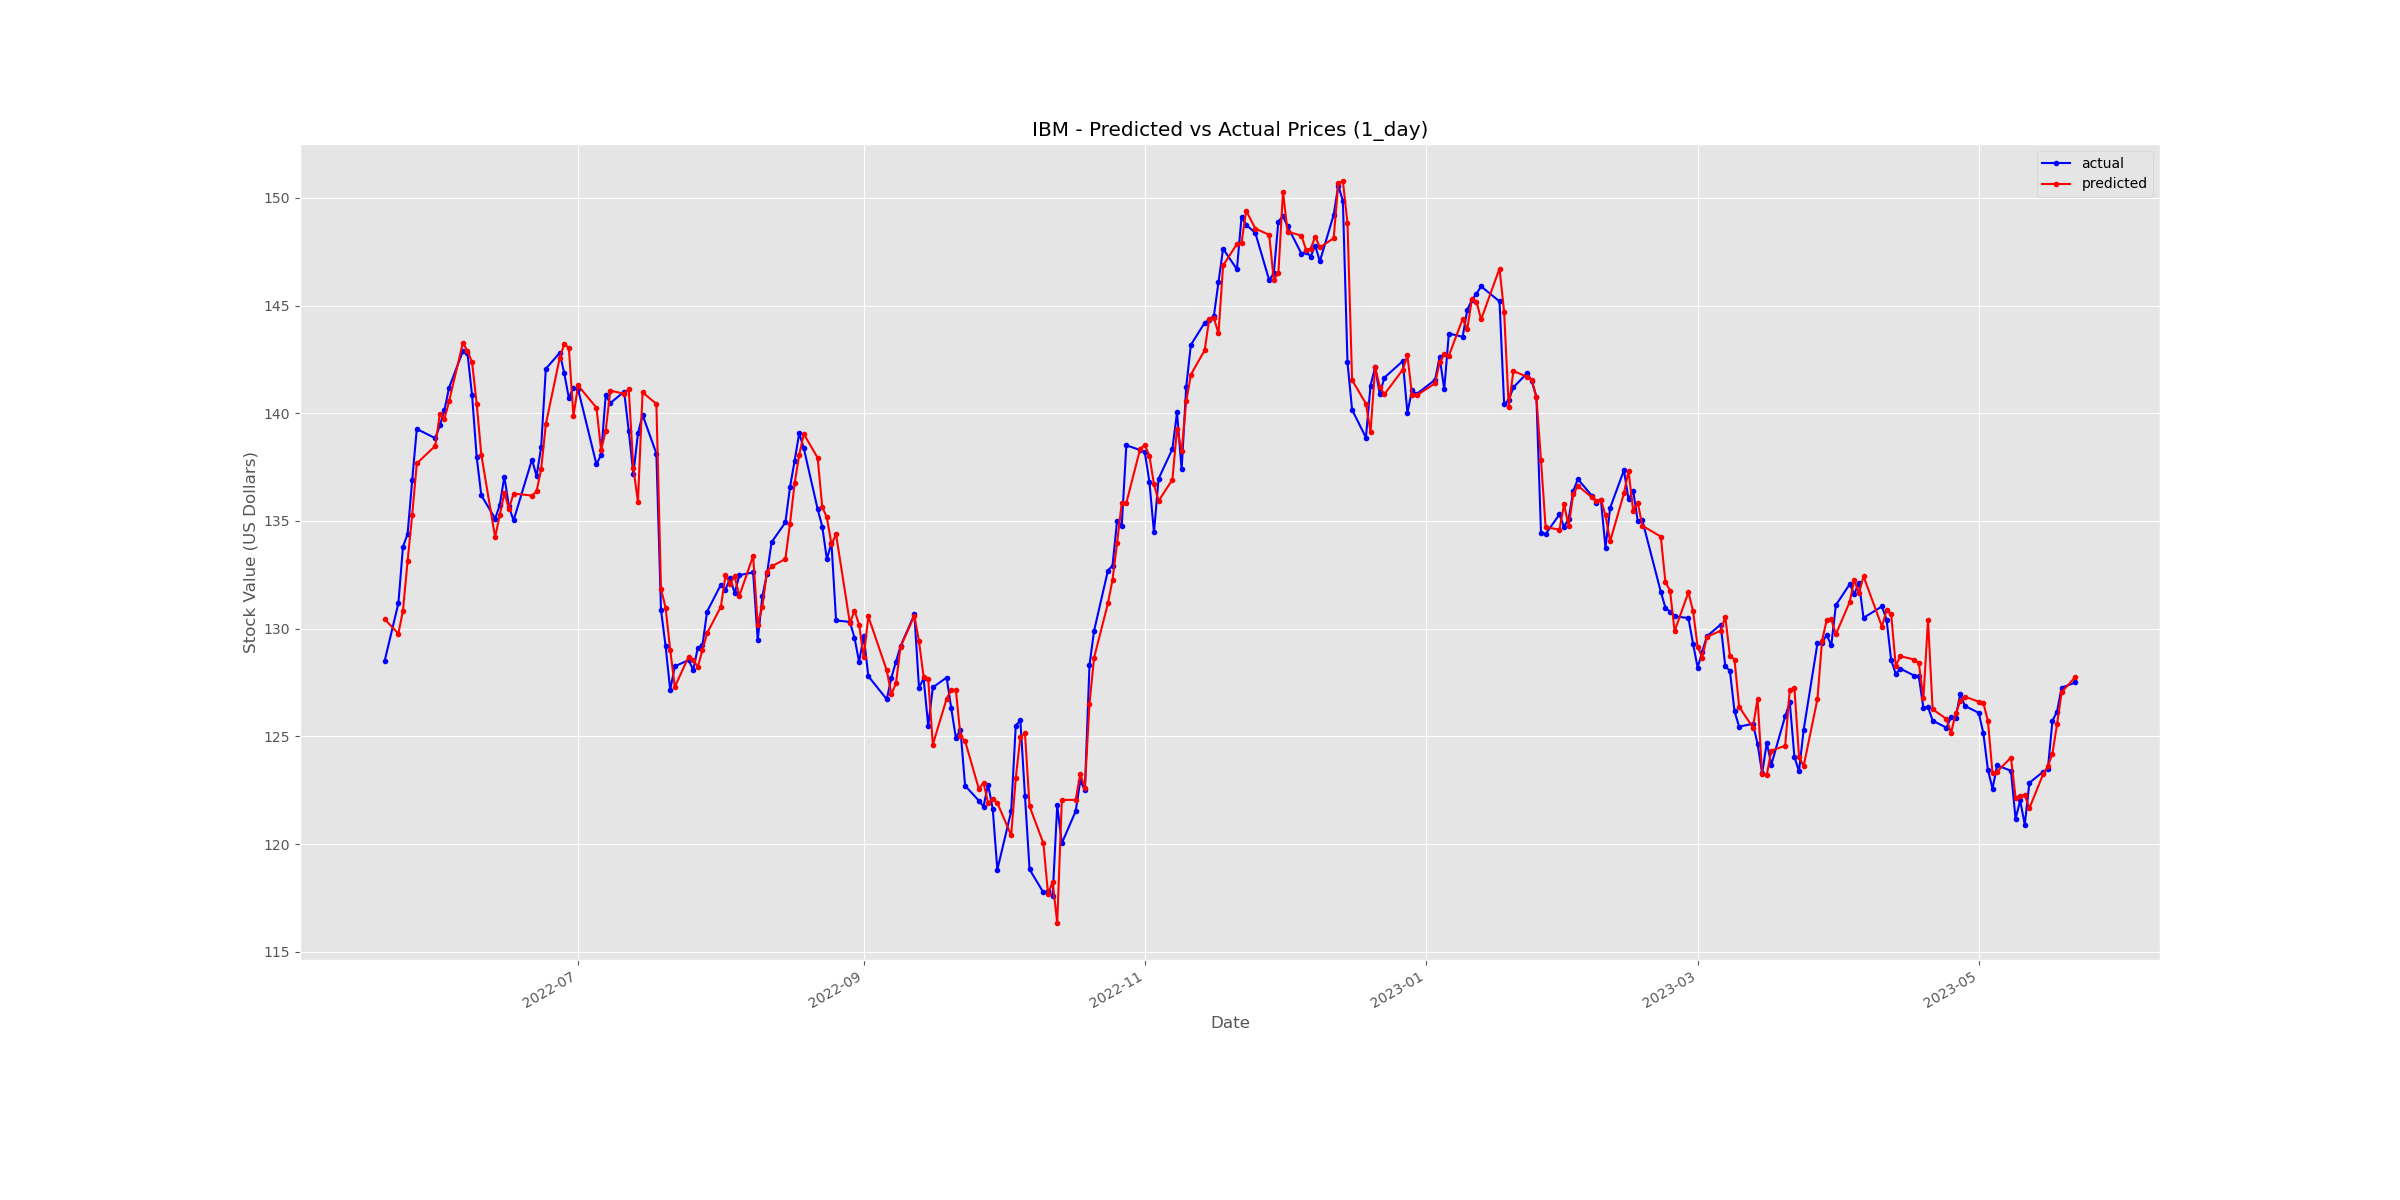 IBM - Predicted vs Actual Prices (1_day)
actual
predicted
Stock Value (US Dollars)
150
145
140
135
130
125
120
115
2022-07
2022-09
2022-11
2023-01
2023-03
2023-05
Date